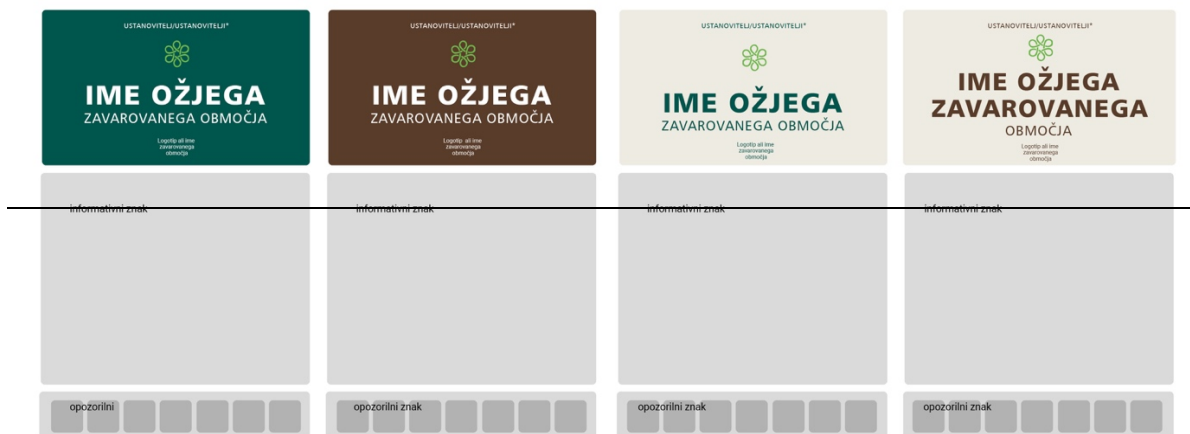 USTANOVITELJ/USTANOVITELJI*
IME OŽJEGA
ZAVAROVANEGA OBMOČJA
Logotip ali ime
zavarovanega
območja
informativni znak
opozorilni
USTANOVITELJ/USTANOVITELJI*
IME OŽJEGA
ZAVAROVANEGA OBMOČJA
Logotip ali ime
zavarovanega
območja
informativni znak
opozorilni znak
USTANOVITELJ/USTANOVITELJI*
IME OŽJEGA
ZAVAROVANEGA OBMOČJA
Logotip ali ime
zavarovanega
območja
informativni znak
opozorilni znak
USTANOVITELJ/USTANOVITELJI*
IME OŽJEGA
ZAVAROVANEGA
OBMOČJA
Logotip ali ime
zavarovanega
območja
informativni znak
opozorilni znak